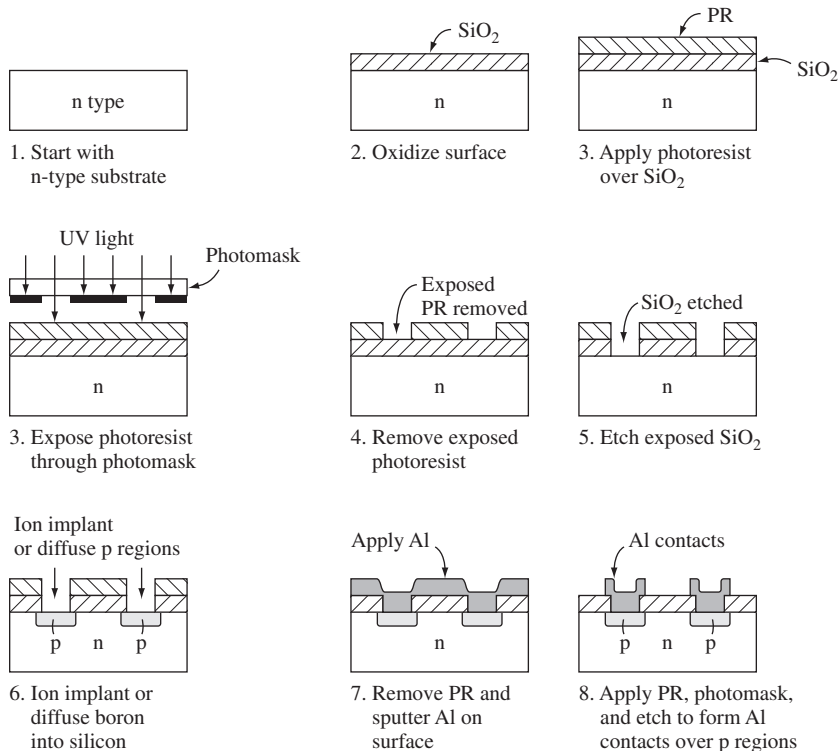 n type
1. Start with
n-type substrate
SiO₂
n
2. Oxidize surface
PR
SiO₂
n
3. Apply photoresist
over SiO₂
UV light
Photomask
n
3. Expose photoresist
through photomask
Exposed
PR removed
n
4. Remove exposed
photoresist
SiO₂ etched
n
5. Etch exposed SiO₂
Ion implant
or diffuse p regions
p n p
6. Ion implant or
diffuse boron
into silicon
Apply Al
n
7. Remove PR and
sputter Al on
surface
Al contacts
p n p
8. Apply PR, photomask,
and etch to form Al
contacts over p regions